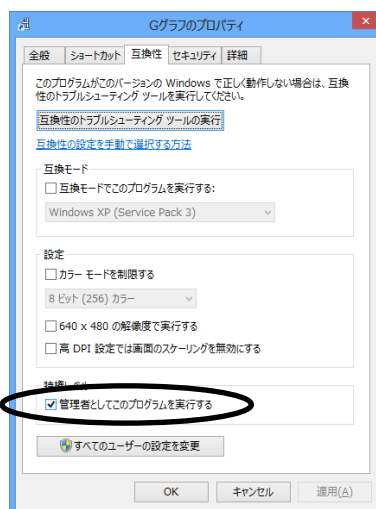 Gグラフのプロパティ
全般 ショートカット 互換性 セキュリティ 詳細
このプログラムがこのバージョンの Windows で正しく動作しない場合は、互換
性のトラブルシューティング ツールを実行してください。
互換性のトラブルシューティング ツールの実行
互換性の設定を手動で選択する方法
互換モード
互換モードでこのプログラムを実行する:
Windows XP (Service Pack 3)
設定
カラー モードを制限する
8 ビット (256) カラー
640 x 480 の解像度で実行する
高 DPI 設定では画面のスケーリングを無効にする
特権レベル
管理者としてこのプログラムを実行する
すべてのユーザーの設定を変更
OK キャンセル 適用(A)